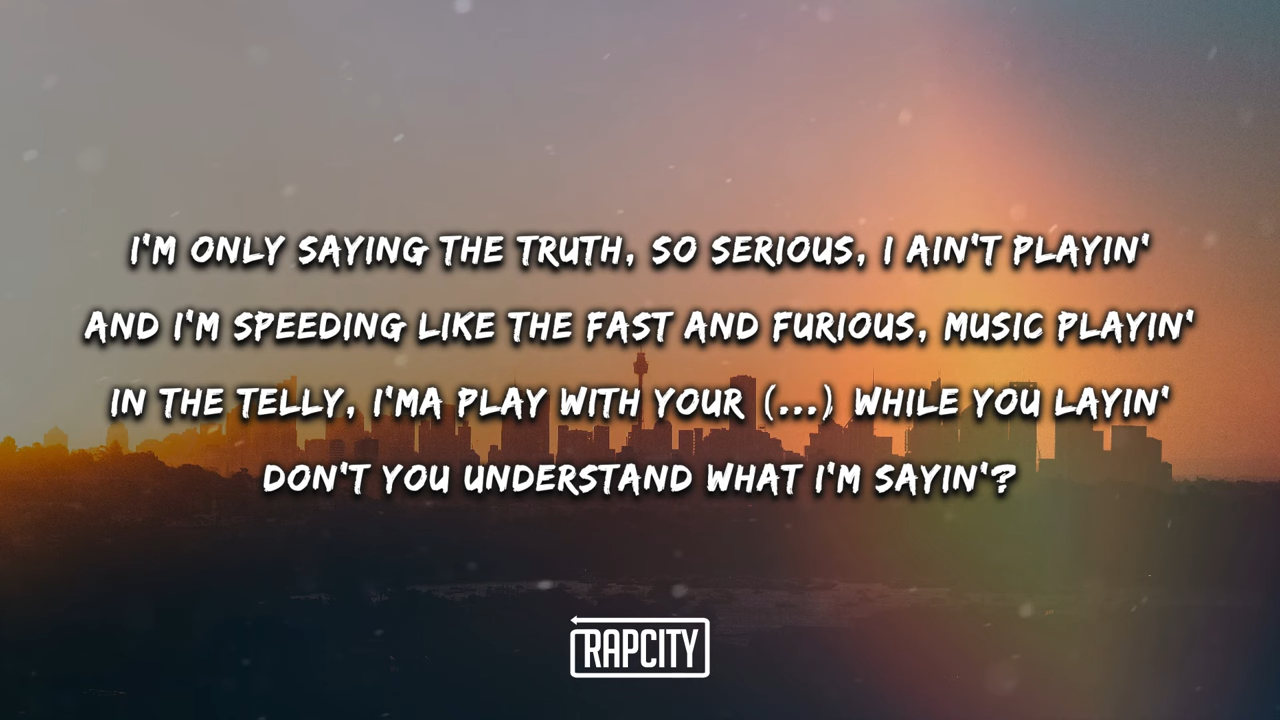 I'M ONLY SAYING THE TRUTH, SO SERIOUS, I AIN'T PLAYIN'
AND I'M SPEEDING LIKE THE FAST AND FURIOUS, MUSIC PLAYIN'
IN THE TELLY, I'MA PLAY WITH YOUR (...) WHILE YOU LAYIN'
DON'T YOU UNDERSTAND WHAT I'M SAYIN'?
RAPCITY